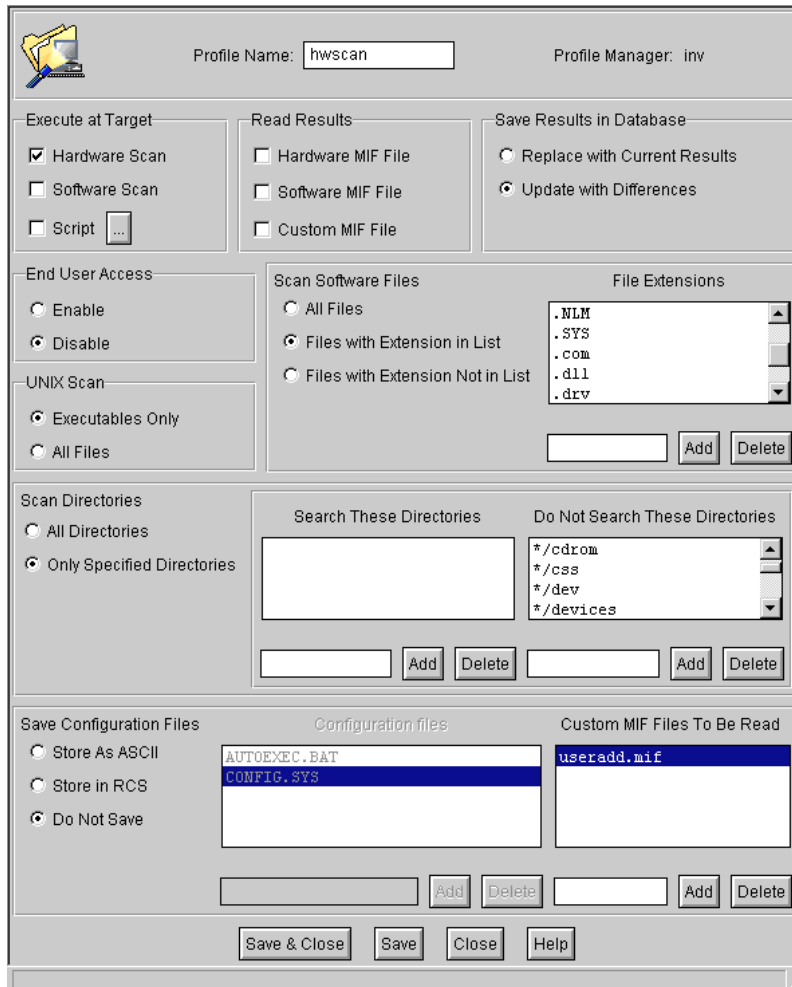 Profile Name: hwscan Profile Manager: inv
Execute at Target
Hardware Scan
Software Scan
Script ...
Read Results
Hardware MIF File
Software MIF File
Custom MIF File
Save Results in Database
Replace with Current Results
Update with Differences
End User Access
Enable
Disable
UNIX Scan
Executables Only
All Files
Scan Software Files
All Files
Files with Extension in List
Files with Extension Not in List
File Extensions
.NLM
.SYS
.com
.dll
.drv
Add Delete
Scan Directories
All Directories
Only Specified Directories
Search These Directories
Add Delete
Do Not Search These Directories
*/cdrom
*/css
*/dev
*/devices
Add Delete
Save Configuration Files
Store As ASCII
Store in RCS
Do Not Save
Configuration files
AUTOEXEC.BAT
CONFIG.SYS
Add Delete
Custom MIF Files To Be Read
useradd.mif
Add Delete
Save & Close Save Close Help